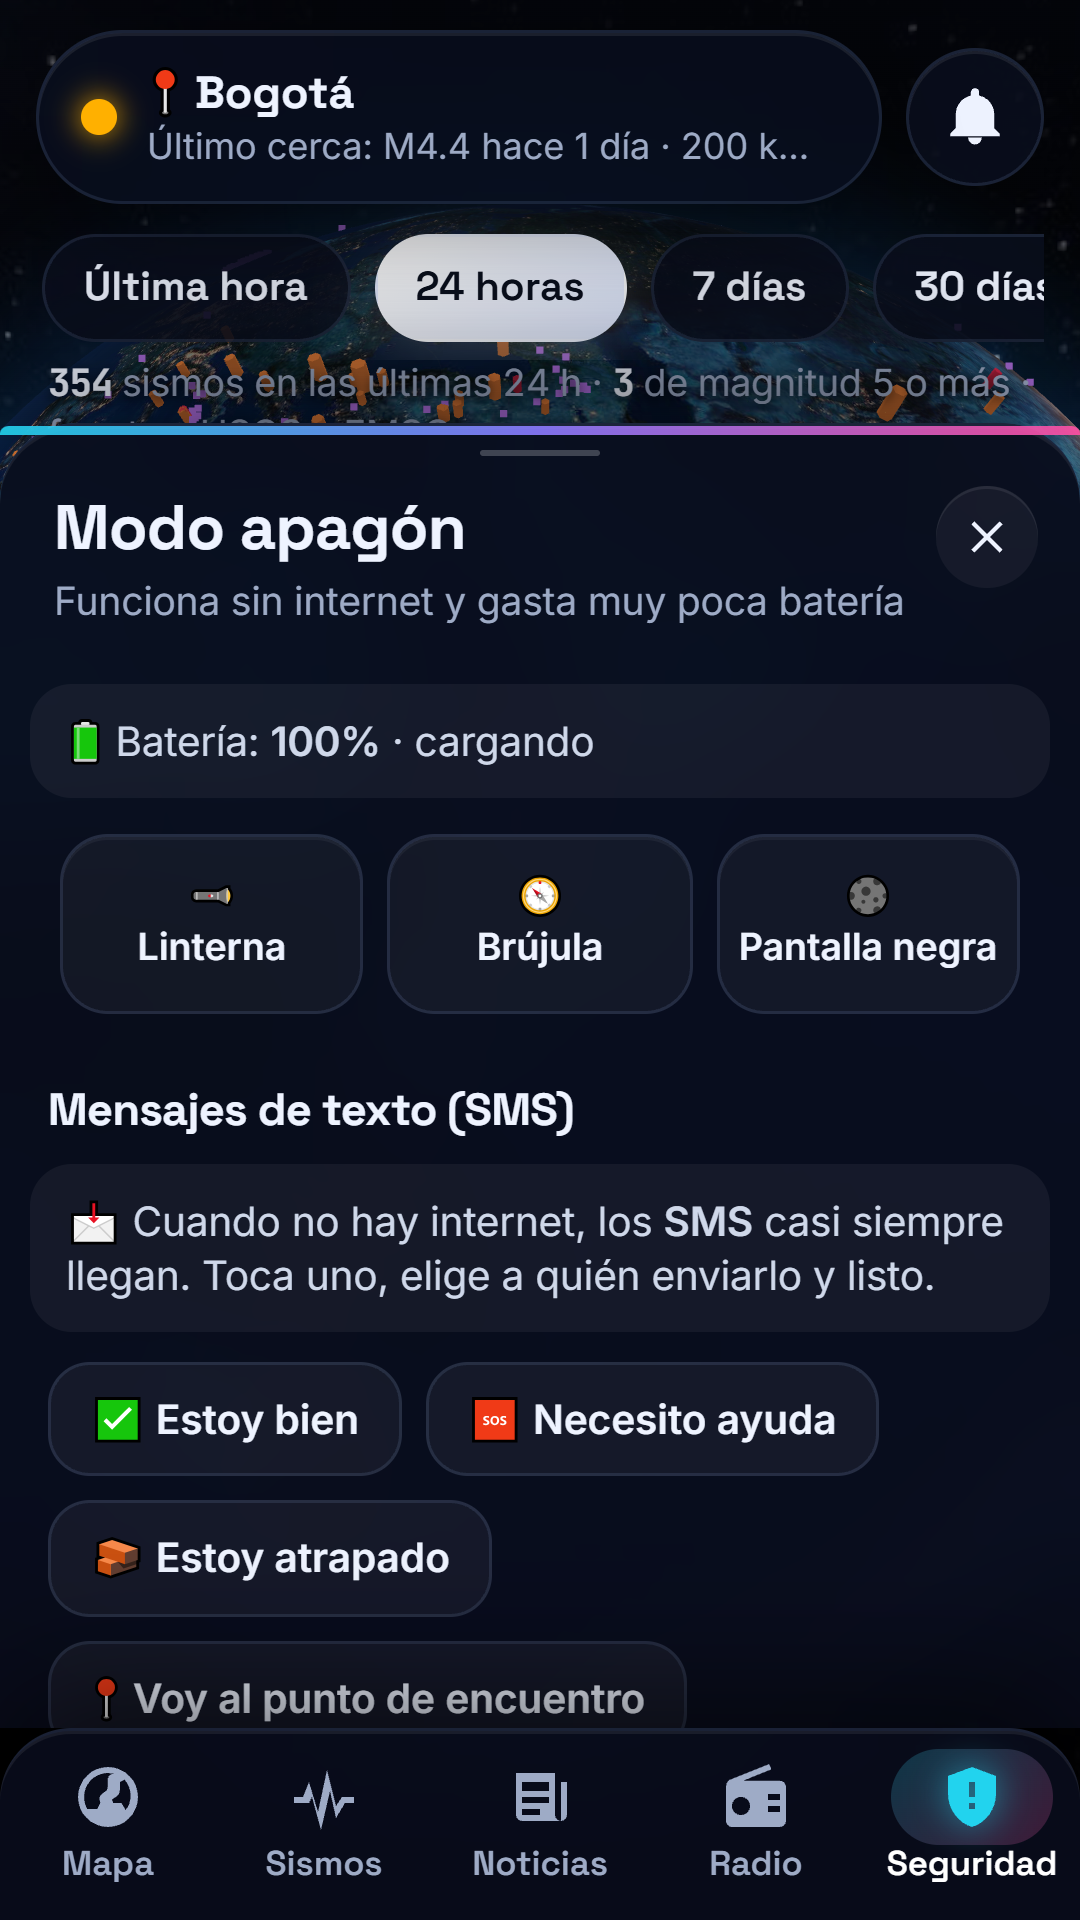 Bogotá
Último cerca: M4.4 hace 1 día · 200 k...
Última hora
24 horas
7 días
30 días
354 sismos en las últimas 24 h · 3 de magnitud 5 o más ·
Modo apagón
Funciona sin internet y gasta muy poca batería
Batería: 100% · cargando
Linterna
Brújula
Pantalla negra
Mensajes de texto (SMS)
Cuando no hay internet, los SMS casi siempre
llegan. Toca uno, elige a quién enviarlo y listo.
Estoy bien
SOS Necesito ayuda
Estoy atrapado
Voy al punto de encuentro
Mapa
Sismos
Noticias
Radio
Seguridad